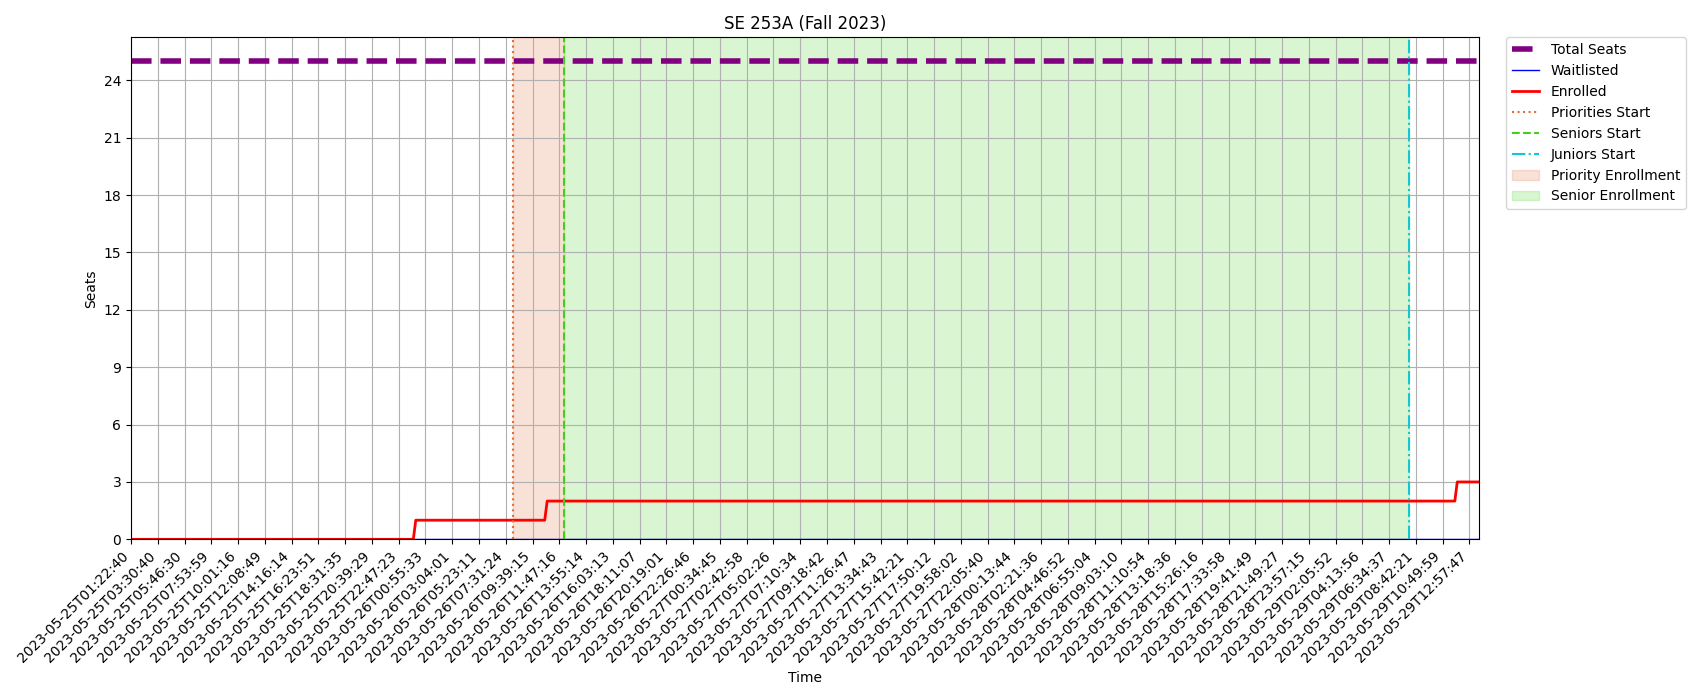 SE 253A (Fall 2023)
Total Seats
Waitlisted
Enrolled
Priorities Start
Seniors Start
Juniors Start
Priority Enrollment
Senior Enrollment
Seats
24
21
18
15
12
9
6
3
0
2023-05-25T01:22:40
2023-05-25T03:30:40
2023-05-25T05:46:30
2023-05-25T07:53:59
2023-05-25T10:01:16
2023-05-25T12:08:49
2023-05-25T14:16:14
2023-05-25T16:23:51
2023-05-25T18:31:35
2023-05-25T20:39:29
2023-05-25T22:47:23
2023-05-26T00:55:33
2023-05-26T03:04:01
2023-05-26T05:23:11
2023-05-26T07:31:24
2023-05-26T09:39:15
2023-05-26T11:47:16
2023-05-26T13:55:14
2023-05-26T16:03:13
2023-05-26T18:11:07
2023-05-26T20:19:01
2023-05-26T22:26:46
2023-05-27T00:34:45
2023-05-27T02:42:58
2023-05-27T05:02:26
2023-05-27T07:10:34
2023-05-27T09:18:42
2023-05-27T11:26:47
2023-05-27T13:34:43
2023-05-27T15:42:21
2023-05-27T17:50:12
2023-05-27T19:58:02
2023-05-27T22:05:40
2023-05-28T00:13:44
2023-05-28T02:21:36
2023-05-28T04:46:52
2023-05-28T06:55:04
2023-05-28T09:03:10
2023-05-28T11:10:54
2023-05-28T13:18:36
2023-05-28T15:26:16
2023-05-28T17:33:58
2023-05-28T19:41:49
2023-05-28T21:49:27
2023-05-28T23:57:15
2023-05-29T02:05:52
2023-05-29T04:13:56
2023-05-29T06:34:37
2023-05-29T08:42:21
2023-05-29T10:49:59
2023-05-29T12:57:47
Time